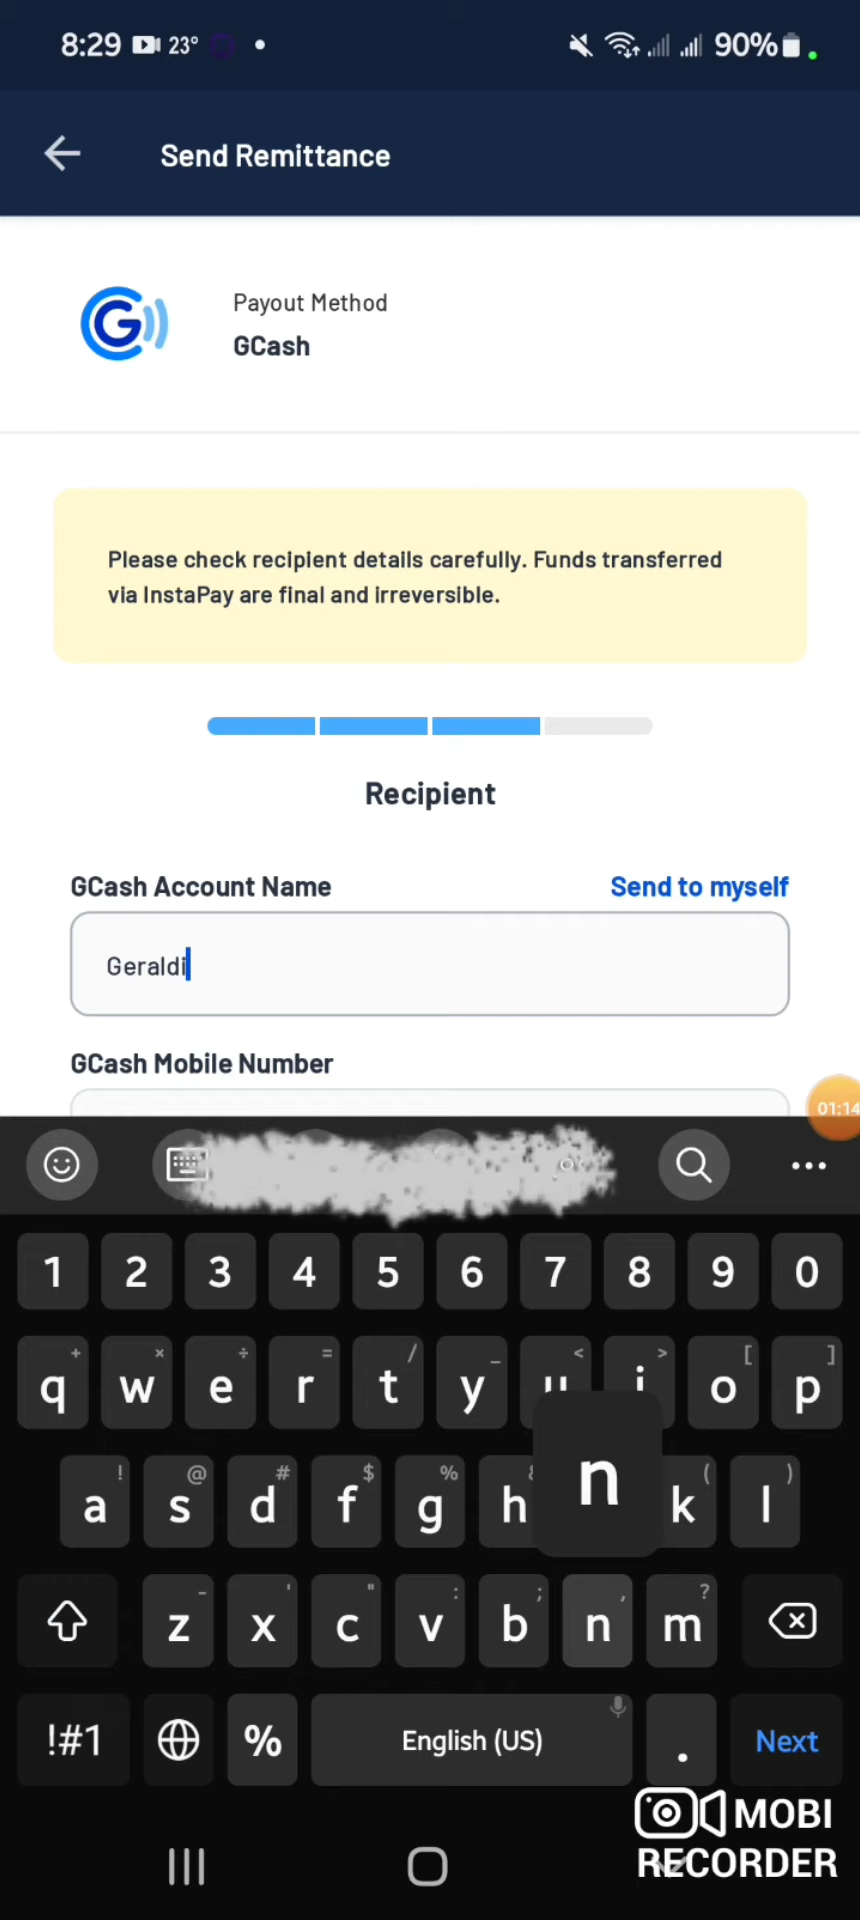 8:29 23° 90%
Send Remittance
Payout Method
GCash
Please check recipient details carefully. Funds transferred
via InstaPay are final and irreversible.
Recipient
GCash Account Name Send to myself
Geraldi
GCash Mobile Number
01:14
1 2 3 4 5 6 7 8 9 0
+ × ÷ = / _ < > [ ]
q w e r t y u i o p
! @ # $ % ( )
a s d f g h n k l
- ' " : ; , ?
z x c v b n m
!#1 % English (US) . Next
MOBI
RECORDER